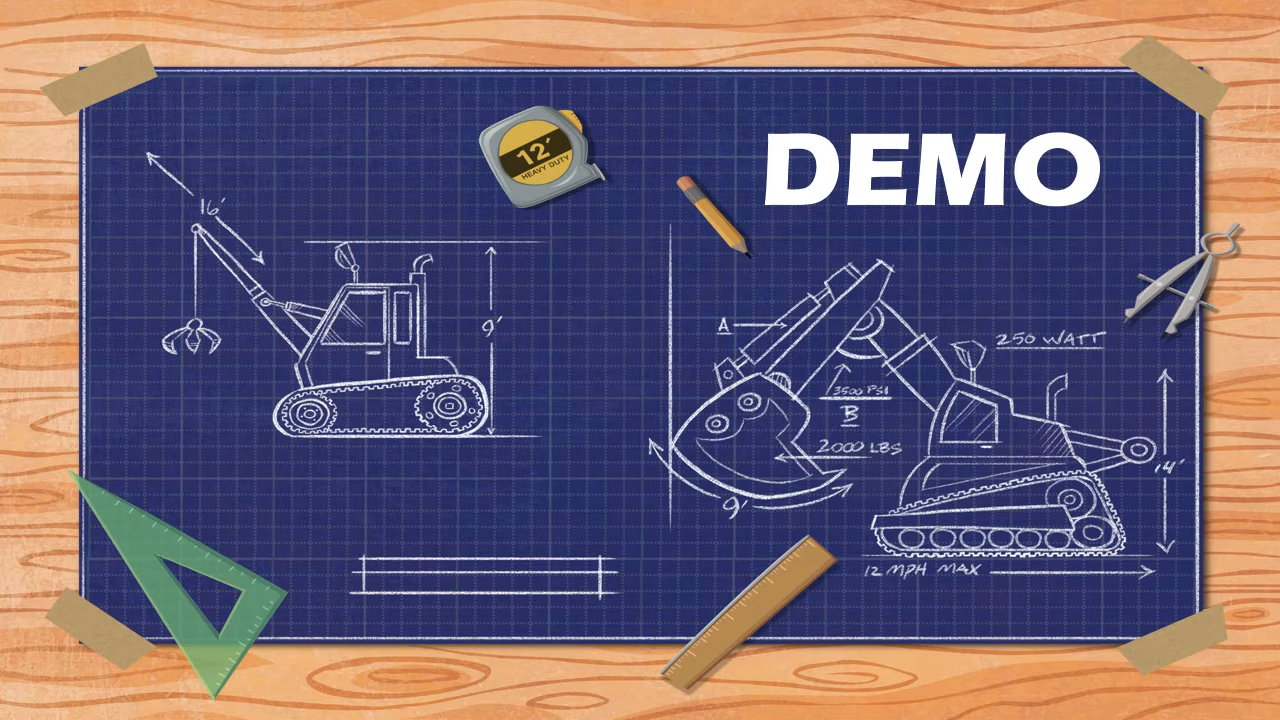 DEMO
12'
HEAVY DUTY
16'
9'
A
250 WATT
3500 PSI
B
2000 LBS
14'
9'
12 MPH MAX